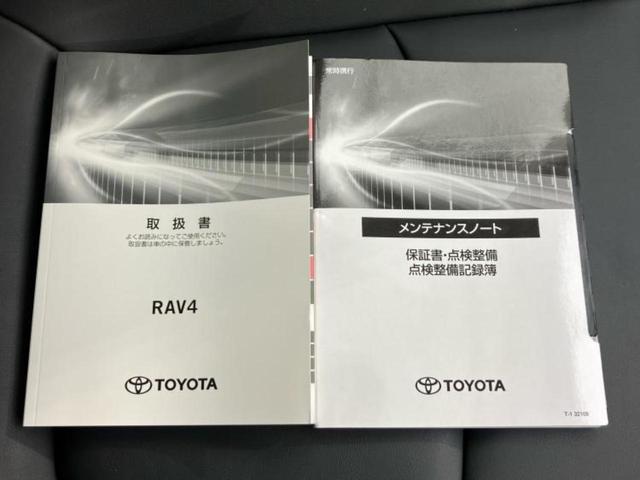 取扱書
よくお読みになってご使用ください。
取扱書は車の中に保管しましょう。
RAV4
TOYOTA
常時携行
メンテナンスノート
保証書・点検整備
点検整備記録簿
TOYOTA
T-1 32109